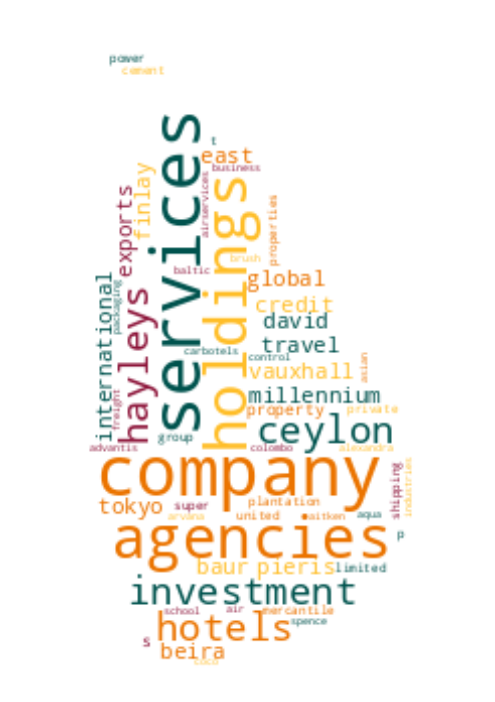 power
cement
services
t
east
business
finlay
airservices
holdings
exports
properties
brush
baltic
global
international
packaging
hayleys
credit
david
travel
carbotels
control
vauxhall
asian
freight
millennium
property
private
ceylon
group
advantis
colombo
alexandra
company
shipping
industries
tokyo
super
plantation
arvana
united
aitken
aqua
agencies
p
baur
pieris
limited
investment
school
air
mercantile
hotels
spence
s
beira
coco